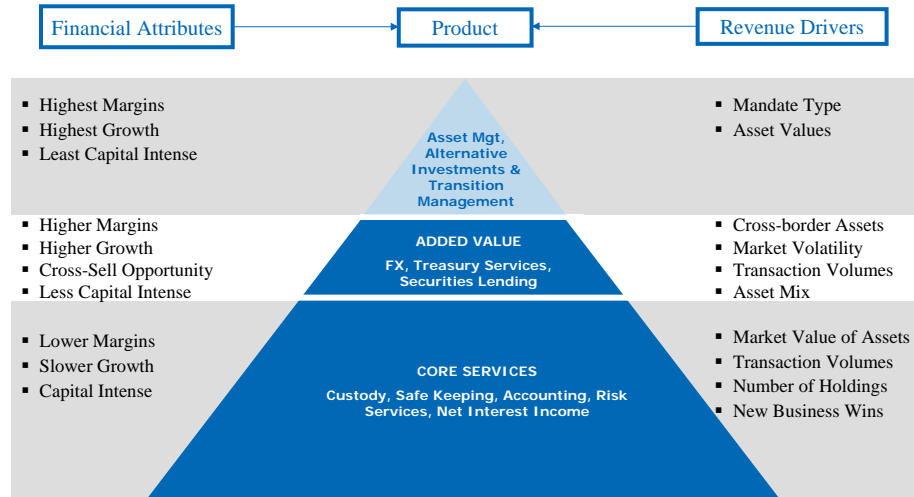 Financial Attributes
Product
Revenue Drivers
▪ Highest Margins
▪ Highest Growth
▪ Least Capital Intense
Asset Mgt,
Alternative
Investments &
Transition
Management
▪ Mandate Type
▪ Asset Values
▪ Higher Margins
▪ Higher Growth
▪ Cross-Sell Opportunity
▪ Less Capital Intense
ADDED VALUE
FX, Treasury Services,
Securities Lending
▪ Cross-border Assets
▪ Market Volatility
▪ Transaction Volumes
▪ Asset Mix
▪ Lower Margins
▪ Slower Growth
▪ Capital Intense
CORE SERVICES
Custody, Safe Keeping, Accounting, Risk
Services, Net Interest Income
▪ Market Value of Assets
▪ Transaction Volumes
▪ Number of Holdings
▪ New Business Wins